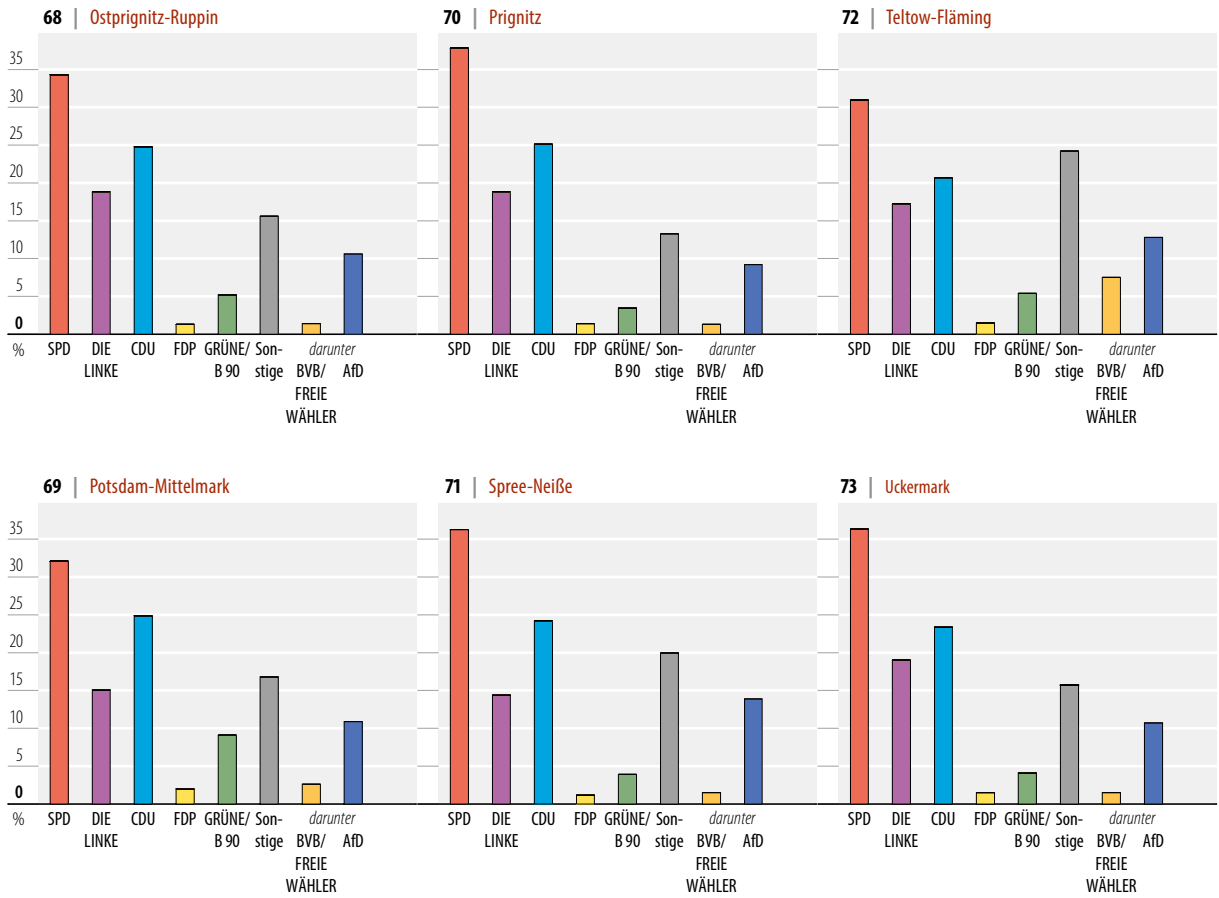 68 | Ostprignitz-Ruppin
35
30
25
20
15
10
5
0
% SPD DIE CDU FDP GRÜNE/ Son- darunter
LINKE B 90 stige BVB/ AfD
FREIE
WÄHLER
70 | Prignitz
SPD DIE CDU FDP GRÜNE/ Son- darunter
LINKE B 90 stige BVB/ AfD
FREIE
WÄHLER
72 | Teltow-Fläming
SPD DIE CDU FDP GRÜNE/ Son- darunter
LINKE B 90 stige BVB/ AfD
FREIE
WÄHLER
69 | Potsdam-Mittelmark
35
30
25
20
15
10
5
0
% SPD DIE CDU FDP GRÜNE/ Son- darunter
LINKE B 90 stige BVB/ AfD
FREIE
WÄHLER
71 | Spree-Neiße
SPD DIE CDU FDP GRÜNE/ Son- darunter
LINKE B 90 stige BVB/ AfD
FREIE
WÄHLER
73 | Uckermark
SPD DIE CDU FDP GRÜNE/ Son- darunter
LINKE B 90 stige BVB/ AfD
FREIE
WÄHLER